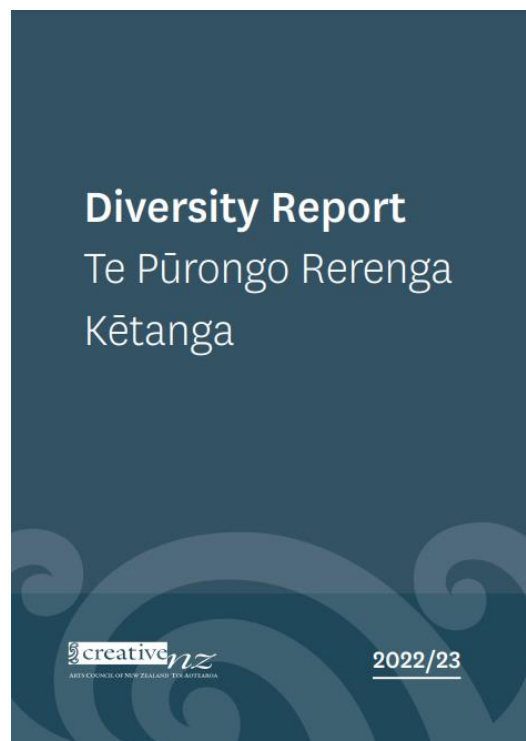 Diversity Report
Te Pūrongo Rerenga
Kētanga
creative nz
ARTS COUNCIL OF NEW ZEALAND TOI AOTEAROA
2022/23